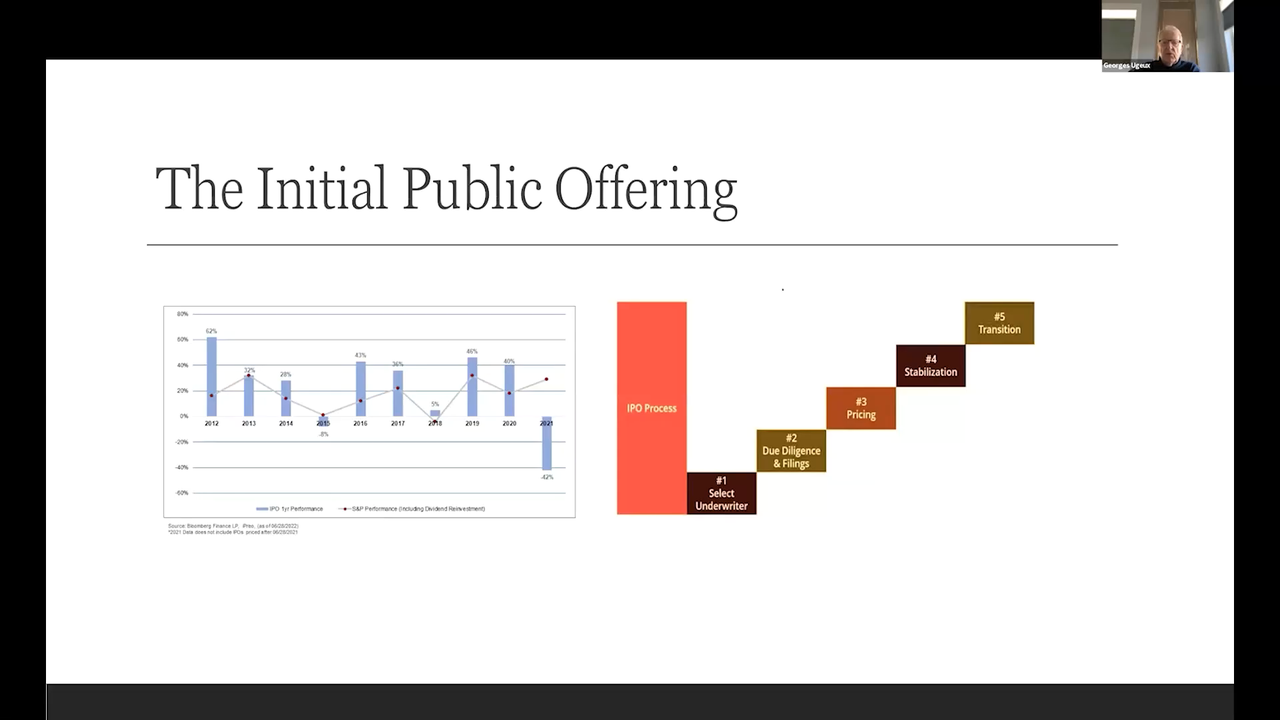 Georges Ugeux
The Initial Public Offering
80%
60%
40%
20%
0%
-20%
-40%
-60%
62%
32%
28%
-8%
43%
36%
5%
46%
40%
-42%
2012 2013 2014 2015 2016 2017 2018 2019 2020 2021
IPO 1yr Performance S&P Performance (Including Dividend Reinvestment)
Source: Bloomberg Finance LP, (as of 06/28/2022)
*2021 Data does not include IPOs priced after 06/28/2021
IPO Process
#1
Select
Underwriter
#2
Due Diligence
& Filings
#3
Pricing
#4
Stabilization
#5
Transition